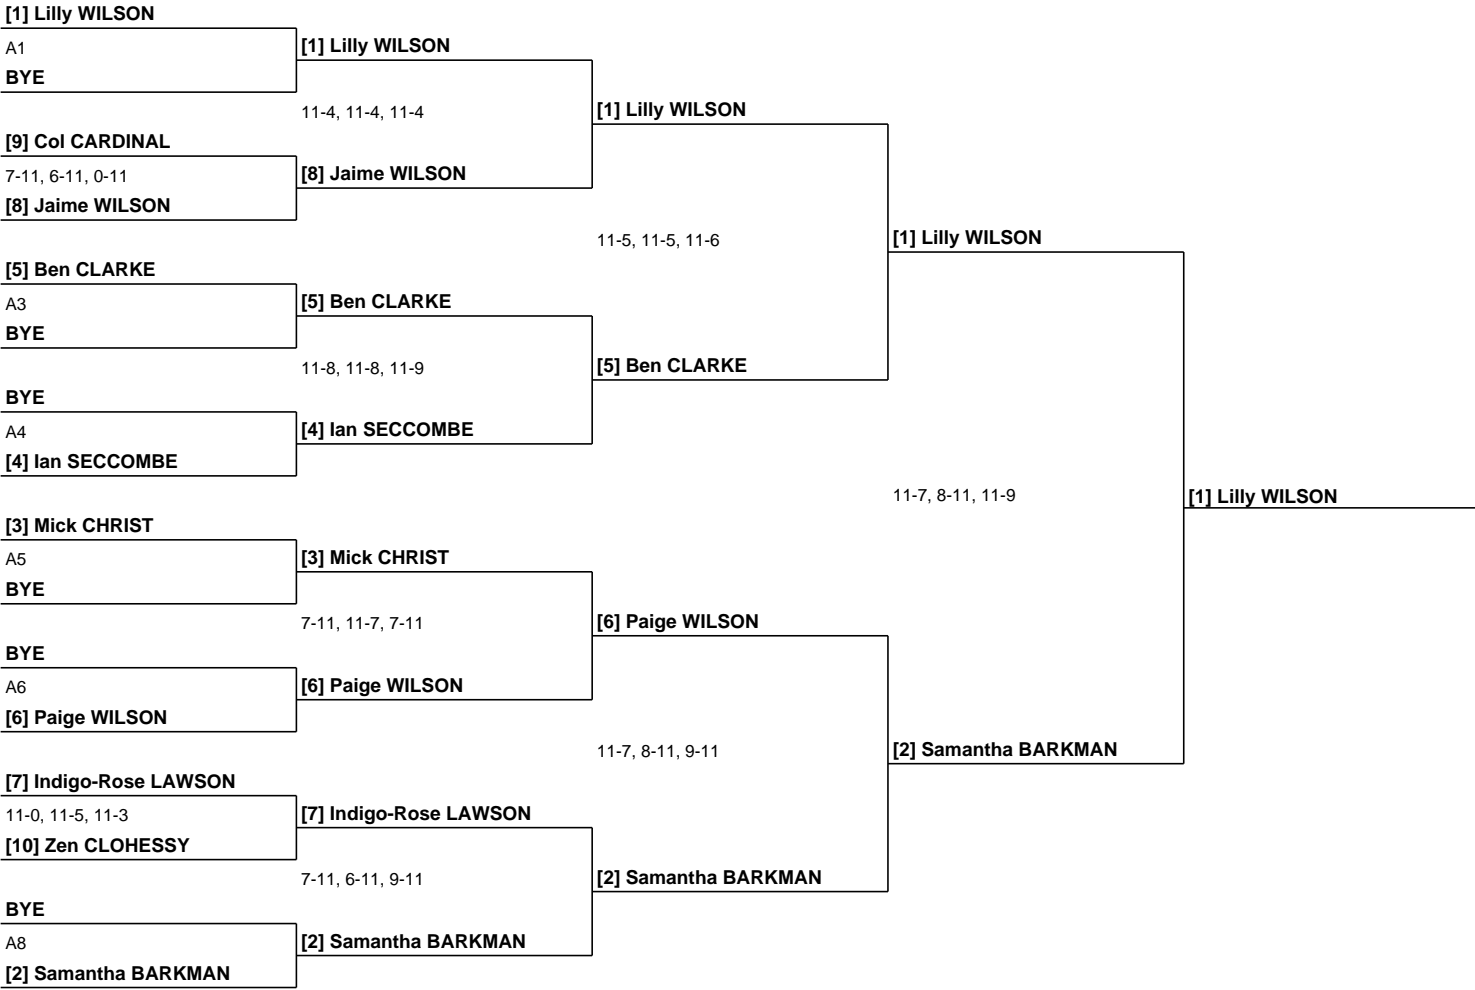 [1] Lilly WILSON
A1
BYE
[9] Col CARDINAL
7-11, 6-11, 0-11
[8] Jaime WILSON
[5] Ben CLARKE
A3
BYE
BYE
A4
[4] Ian SECCOMBE
[3] Mick CHRIST
A5
BYE
BYE
A6
[6] Paige WILSON
[7] Indigo-Rose LAWSON
11-0, 11-5, 11-3
[10] Zen CLOHESSY
BYE
A8
[2] Samantha BARKMAN
[1] Lilly WILSON
11-4, 11-4, 11-4
[8] Jaime WILSON
[5] Ben CLARKE
11-8, 11-8, 11-9
[4] Ian SECCOMBE
[3] Mick CHRIST
7-11, 11-7, 7-11
[6] Paige WILSON
[7] Indigo-Rose LAWSON
7-11, 6-11, 9-11
[2] Samantha BARKMAN
[1] Lilly WILSON
11-5, 11-5, 11-6
[5] Ben CLARKE
[6] Paige WILSON
11-7, 8-11, 9-11
[2] Samantha BARKMAN
[1] Lilly WILSON
11-7, 8-11, 11-9
[2] Samantha BARKMAN
[1] Lilly WILSON